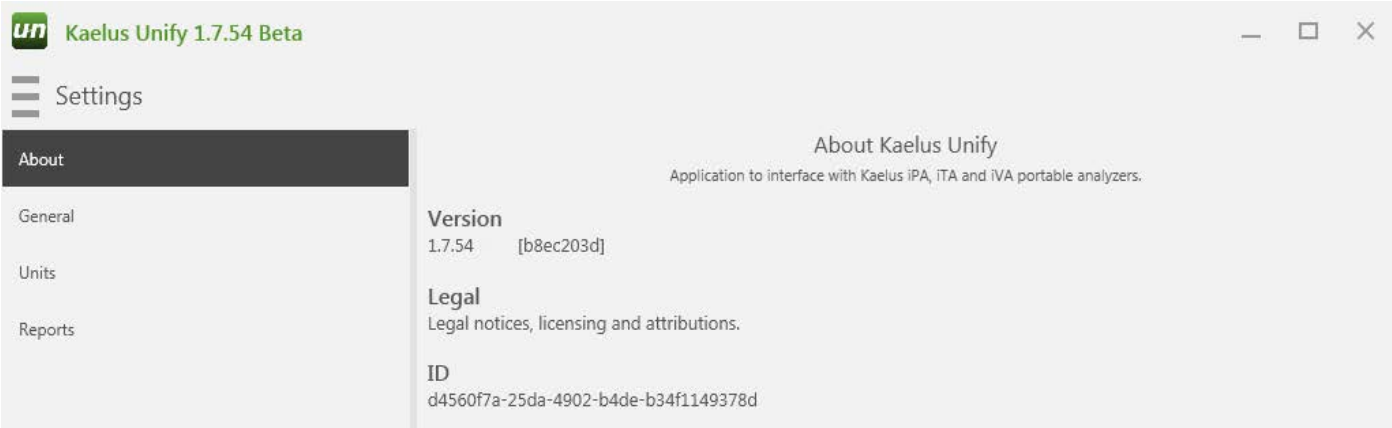 un Kaelus Unify 1.7.54 Beta
Settings
About
General
Units
Reports
About Kaelus Unify
Application to interface with Kaelus iPA, iTA and iVA portable analyzers.
Version
1.7.54 [b8ec203d]
Legal
Legal notices, licensing and attributions.
ID
d4560f7a-25da-4902-b4de-b34f1149378d